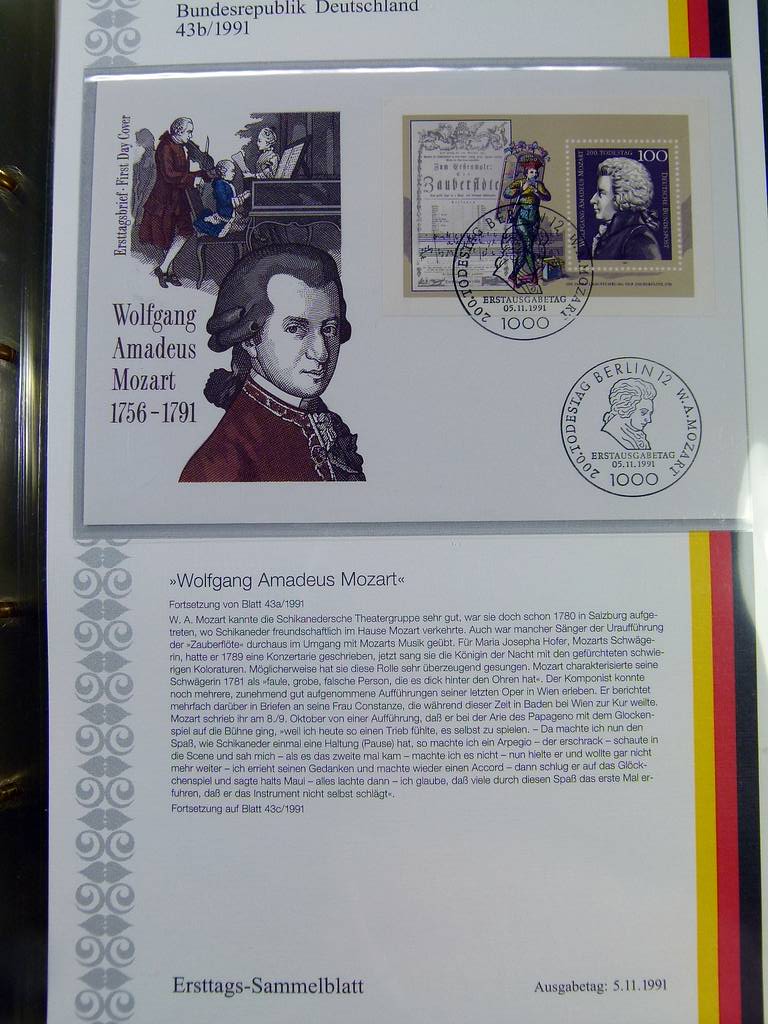 Bundesrepublik Deutschland
43b/1991
Ersttagsbrief · First Day Cover
Wolfgang
Amadeus
Mozart
1756 – 1791
Zum Erstenmale:
Zauberflöte
200. TODESTAG 100
WOLFGANG AMADEUS MOZART
DEUTSCHE BUNDESPOST
200. TODESTAG BERLIN 12 W. A. MOZART
ERSTAUSGABETAG
05.11.1991
1000
200. TODESTAG BERLIN 12 W. A. MOZART
ERSTAUSGABETAG
05.11.1991
1000
»Wolfgang Amadeus Mozart«
Fortsetzung von Blatt 43a/1991
W. A. Mozart kannte die Schikanedersche Theatergruppe sehr gut, war sie doch schon 1780 in Salzburg aufge-
treten, wo Schikaneder freundschaftlich im Hause Mozart verkehrte. Auch war mancher Sänger der Uraufführung
der »Zauberflöte« durchaus im Umgang mit Mozarts Musik geübt. Für Maria Josepha Hofer, Mozarts Schwäge-
rin, hatte er 1789 eine Konzertarie geschrieben, jetzt sang sie die Königin der Nacht mit den gefürchteten schwie-
rigen Koloraturen. Möglicherweise hat sie diese Rolle sehr überzeugend gesungen. Mozart charakterisierte seine
Schwägerin 1781 als »faule, grobe, falsche Person, die es dick hinter den Ohren hat«. Der Komponist konnte
noch mehrere, zunehmend gut aufgenommene Aufführungen seiner letzten Oper in Wien erleben. Er berichtet
mehrfach darüber in Briefen an seine Frau Constanze, die während dieser Zeit in Baden bei Wien zur Kur weilte.
Mozart schrieb ihr am 8./9. Oktober von einer Aufführung, daß er bei der Arie des Papageno mit dem Glocken-
spiel auf die Bühne ging, »weil ich heute so einen Trieb fühlte, es selbst zu spielen. – Da machte ich nun den
Spaß, wie Schikaneder einmal eine Haltung (Pause) hat, so machte ich ein Arpegio – der erschrack – schaute in
die Scene und sah mich – als es das zweite mal kam – machte ich es nicht – nun hielte er und wollte gar nicht
mehr weiter – ich errieht seinen Gedanken und machte wieder einen Accord – dann schlug er auf das Glöck-
chenspiel und sagte halts Maul – alles lachte dann – ich glaube, daß viele durch diesen Spaß das erste Mal er-
fuhren, daß er das Instrument nicht selbst schlägt«.
Fortsetzung auf Blatt 43c/1991
Ersttags-Sammelblatt
Ausgabetag: 5.11.1991